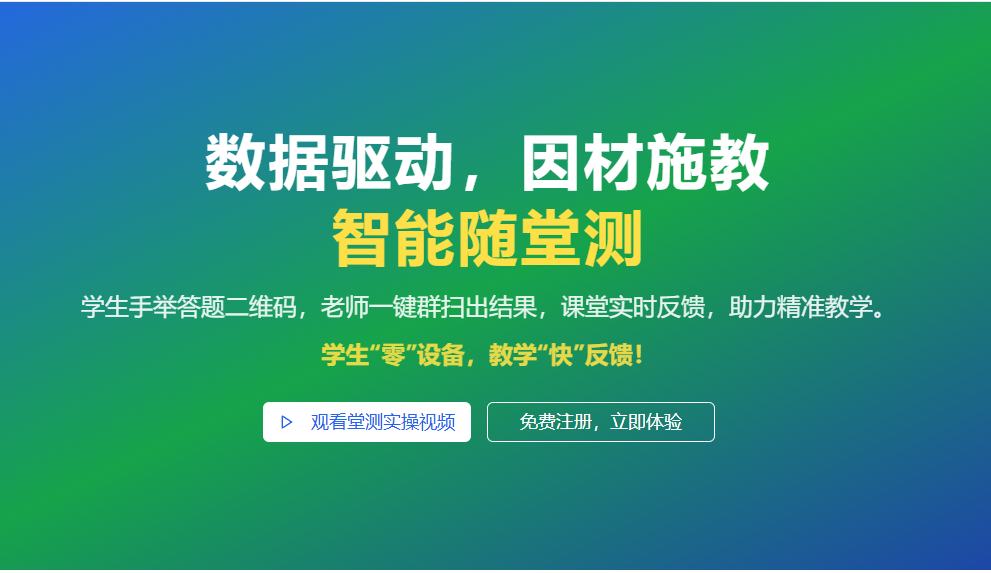 数据驱动，因材施教
智能随堂测
学生手举答题二维码，老师一键群扫出结果，课堂实时反馈，助力精准教学。
学生“零”设备，教学“快”反馈！
观看堂测实操视频
免费注册，立即体验